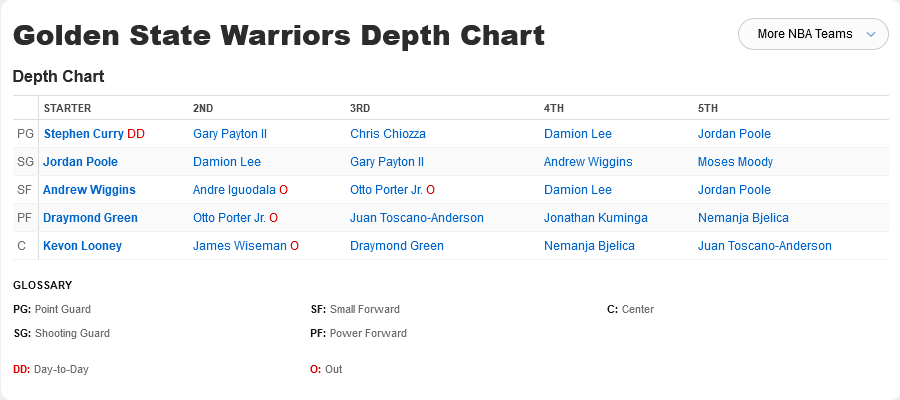 Golden State Warriors Depth Chart
More NBA Teams
Depth Chart
STARTER 2ND 3RD 4TH 5TH
PG Stephen Curry DD Gary Payton II Chris Chiozza Damion Lee Jordan Poole
SG Jordan Poole Damion Lee Gary Payton II Andrew Wiggins Moses Moody
SF Andrew Wiggins Andre Iguodala O Otto Porter Jr. O Damion Lee Jordan Poole
PF Draymond Green Otto Porter Jr. O Juan Toscano-Anderson Jonathan Kuminga Nemanja Bjelica
C Kevon Looney James Wiseman O Draymond Green Nemanja Bjelica Juan Toscano-Anderson
GLOSSARY
PG: Point Guard SF: Small Forward C: Center
SG: Shooting Guard PF: Power Forward
DD: Day-to-Day O: Out